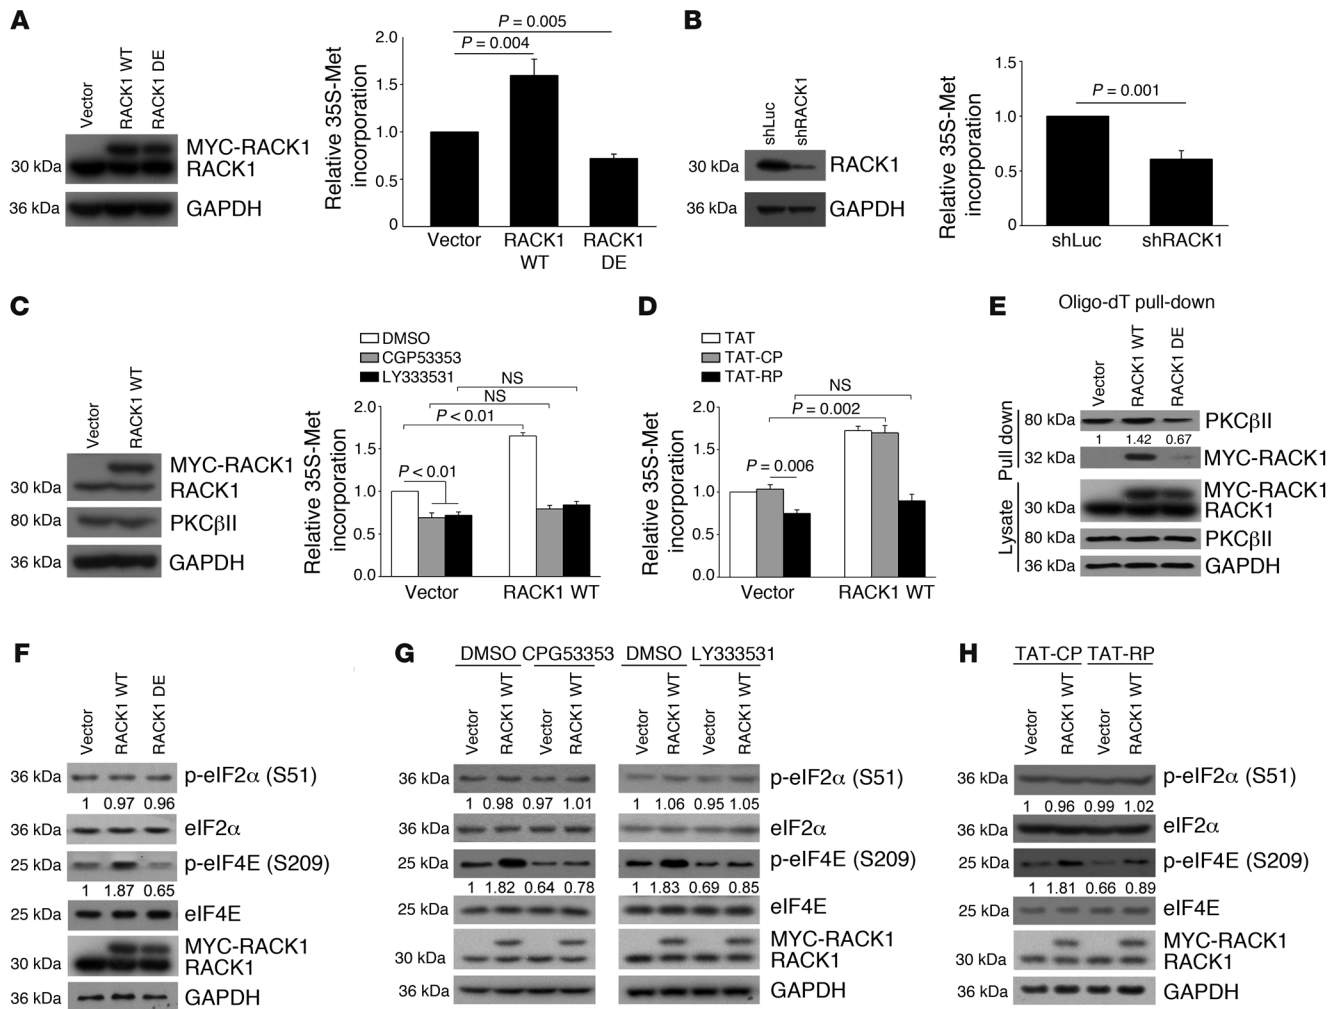 A
Vector
RACK1 WT
RACK1 DE
MYC-RACK1
30 kDa RACK1
36 kDa GAPDH
Relative 35S-Met
incorporation
P = 0.005
P = 0.004
2.0
1.5
1.0
0.5
0
Vector RACK1 RACK1
WT DE
B
shLuc
shRACK1
30 kDa RACK1
36 kDa GAPDH
Relative 35S-Met
incorporation
P = 0.001
1.5
1.0
0.5
0
shLuc shRACK1
C
Vector
RACK1 WT
MYC-RACK1
30 kDa RACK1
80 kDa PKCβII
36 kDa GAPDH
DMSO
CGP53353
LY333531
NS
NS
P < 0.01
P < 0.01
Relative 35S-Met
incorporation
2.0
1.5
1.0
0.5
0.0
Vector RACK1 WT
D
TAT
TAT-CP
TAT-RP
NS
P = 0.002
P = 0.006
Relative 35S-Met
incorporation
2.0
1.5
1.0
0.5
0.0
Vector RACK1 WT
E
Oligo-dT pull-down
Vector
RACK1 WT
RACK1 DE
Pull down
80 kDa PKCβII
1 1.42 0.67
32 kDa MYC-RACK1
Lysate
MYC-RACK1
30 kDa RACK1
80 kDa PKCβII
36 kDa GAPDH
F
Vector
RACK1 WT
RACK1 DE
36 kDa p-eIF2α (S51)
1 0.97 0.96
36 kDa eIF2α
25 kDa p-eIF4E (S209)
1 1.87 0.65
25 kDa eIF4E
MYC-RACK1
30 kDa RACK1
36 kDa GAPDH
G
DMSO CPG53353 DMSO LY333531
Vector
RACK1 WT
Vector
RACK1 WT
Vector
RACK1 WT
Vector
RACK1 WT
36 kDa p-eIF2α (S51)
1 0.98 0.97 1.01 1 1.06 0.95 1.05
36 kDa eIF2α
25 kDa p-eIF4E (S209)
1 1.82 0.64 0.78 1 1.83 0.69 0.85
25 kDa eIF4E
MYC-RACK1
30 kDa RACK1
36 kDa GAPDH
H
TAT-CP TAT-RP
Vector
RACK1 WT
Vector
RACK1 WT
36 kDa p-eIF2α (S51)
1 0.96 0.99 1.02
36 kDa eIF2α
25 kDa p-eIF4E (S209)
1 1.81 0.66 0.89
25 kDa eIF4E
MYC-RACK1
30 kDa RACK1
36 kDa GAPDH